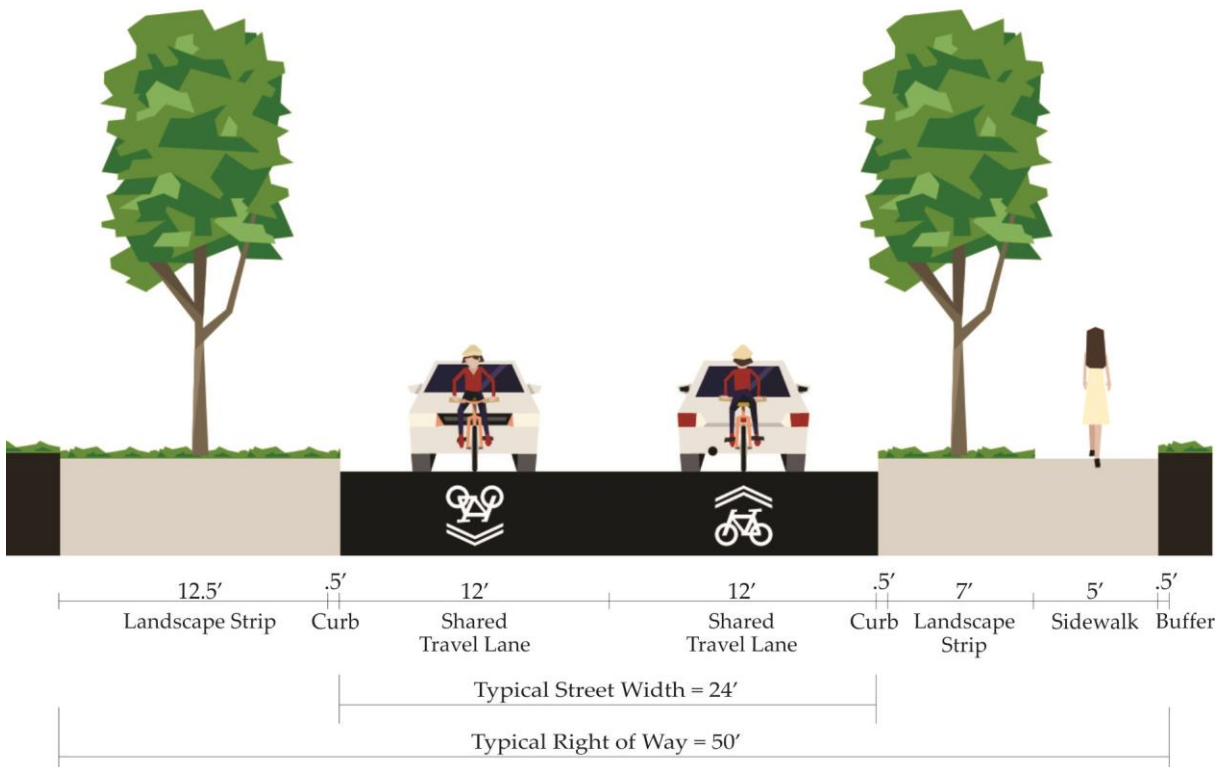 12.5′
.5′
12′
12′
.5′
7′
5′
.5′
Landscape Strip
Curb
Shared
Travel Lane
Shared
Travel Lane
Curb
Landscape
Strip
Sidewalk
Buffer
Typical Street Width = 24′
Typical Right of Way = 50′